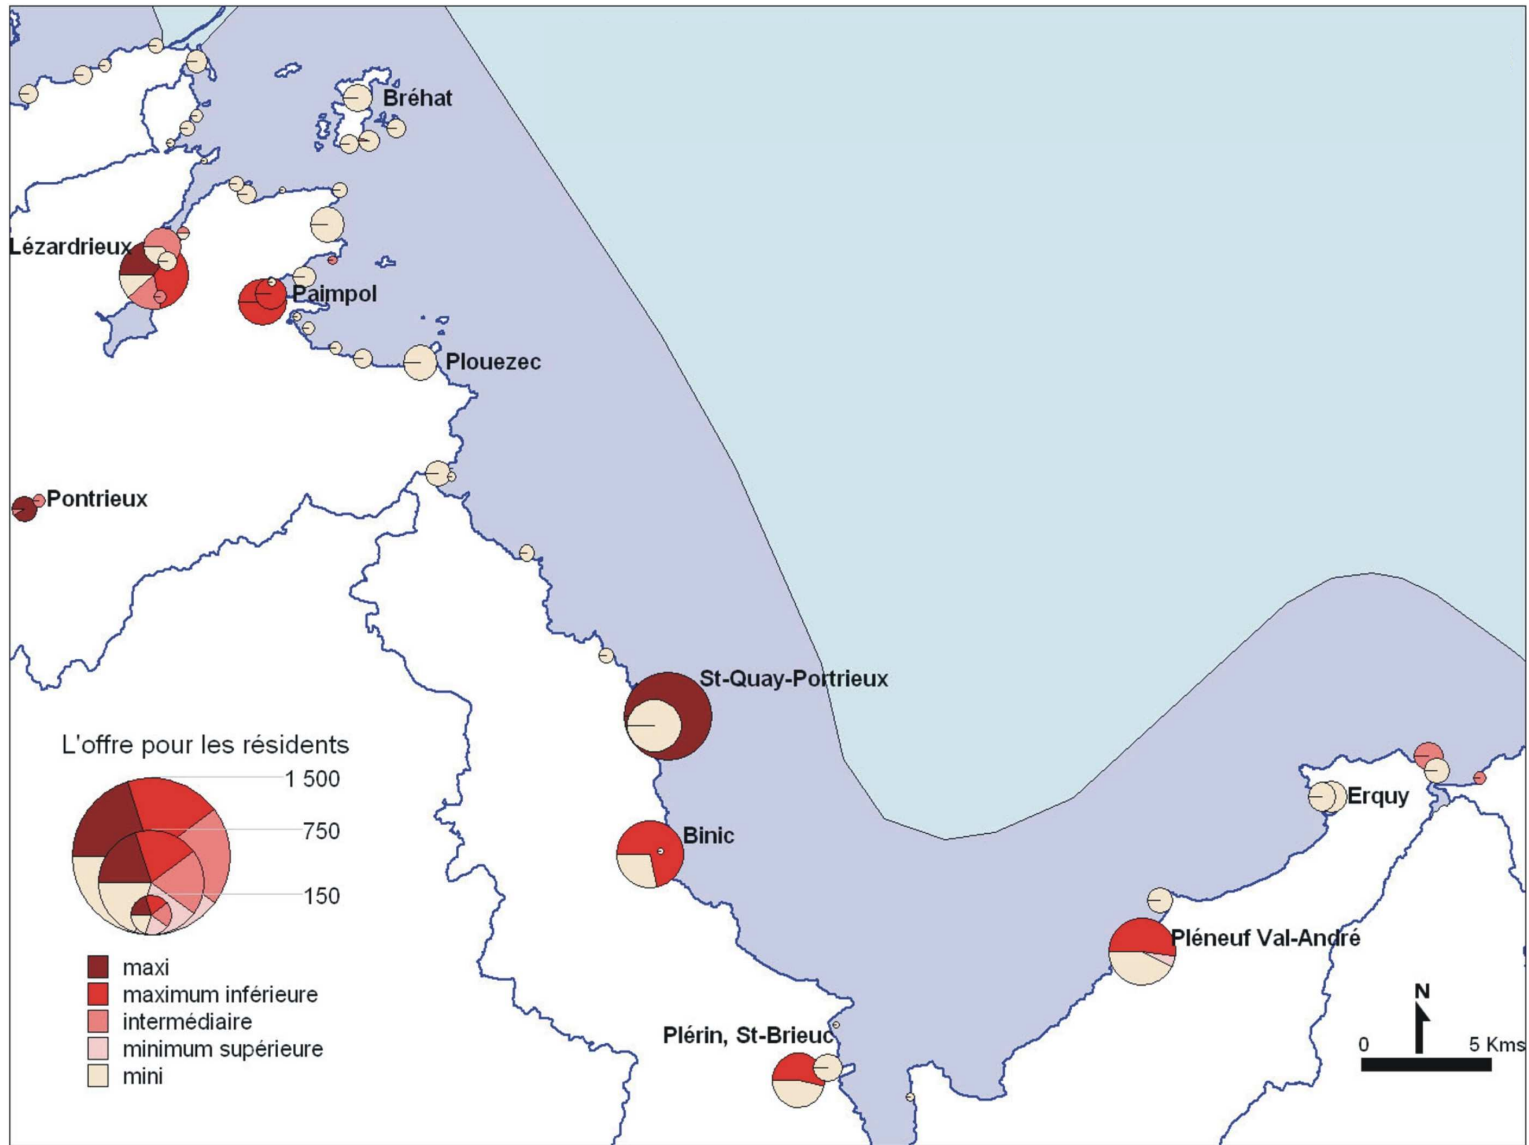 Bréhat
Lézardrieux
Paimpol
Plouezec
Pontrieux
St-Quay-Portrieux
L'offre pour les résidents
1 500
750
150
Erquy
Binic
Pléneuf Val-André
maxi
maximum inférieure
intermédiaire
minimum supérieure
mini
Plérin, St-Brieuc
N
0 5 Kms